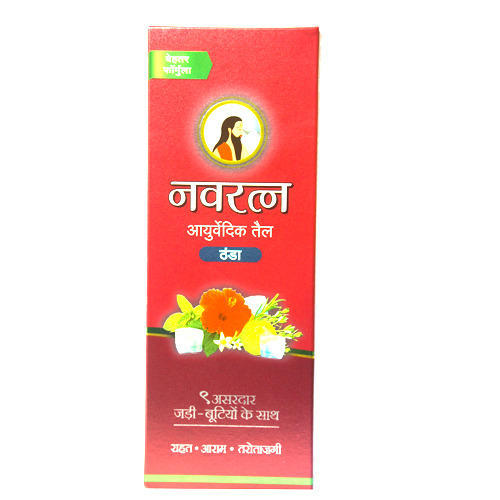 बेहतर
फॉर्मुला
नवरत्न
आयुर्वेदिक तैल
ठंडा
९ असरदार
जड़ी-बूटियों के साथ
राहत • आराम • तरोताज़गी